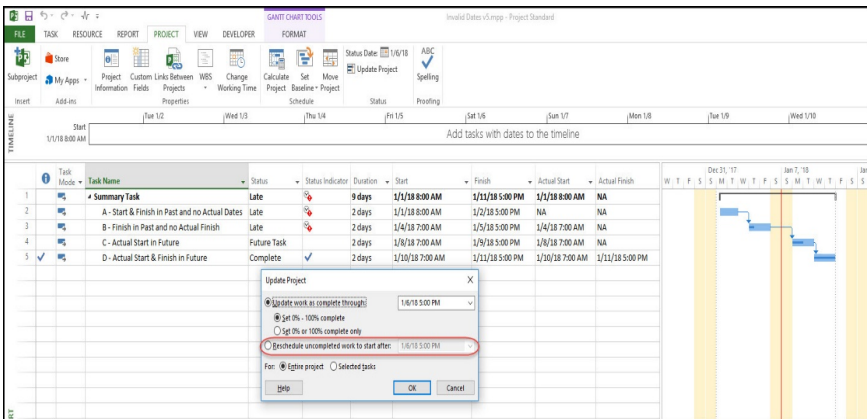 GANTT CHART TOOLS
Invalid Dates v5.mpp - Project Standard
FILE TASK RESOURCE REPORT PROJECT VIEW DEVELOPER FORMAT
Subproject
Store
My Apps
Project Information
Custom Fields
Links Between Projects
WBS
Change Working Time
Calculate Project
Set Baseline
Move Project
Status Date: 1/6/18
Update Project
ABC
Spelling
Insert Add-ins Properties Schedule Status Proofing
TIMELINE
Start
1/1/18 8:00 AM
Tue 1/2 Wed 1/3 Thu 1/4 Fri 1/5 Sat 1/6 Sun 1/7 Mon 1/8 Tue 1/9 Wed 1/10
Add tasks with dates to the timeline
Task Mode Task Name Status Status Indicator Duration Start Finish Actual Start Actual Finish
Dec 31, '17 Jan 7, '18
W T F S S M T W T F S S M T W T F S S
1 Summary Task Late 9 days 1/1/18 8:00 AM 1/11/18 5:00 PM 1/1/18 8:00 AM NA
2 A - Start & Finish in Past and no Actual Dates Late 2 days 1/1/18 8:00 AM 1/2/18 5:00 PM NA NA
3 B - Finish in Past and no Actual Finish Late 2 days 1/4/18 7:00 AM 1/5/18 5:00 PM 1/4/18 7:00 AM NA
4 C - Actual Start in Future Future Task 2 days 1/8/18 7:00 AM 1/9/18 5:00 PM 1/8/18 7:00 AM NA
5 D - Actual Start & Finish in Future Complete 2 days 1/10/18 7:00 AM 1/11/18 5:00 PM 1/10/18 7:00 AM 1/11/18 5:00 PM
Update Project X
Update work as complete through: 1/6/18 5:00 PM
Set 0% - 100% complete
Set 0% or 100% complete only
Reschedule uncompleted work to start after: 1/6/18 5:00 PM
For: Entire project Selected tasks
Help OK Cancel